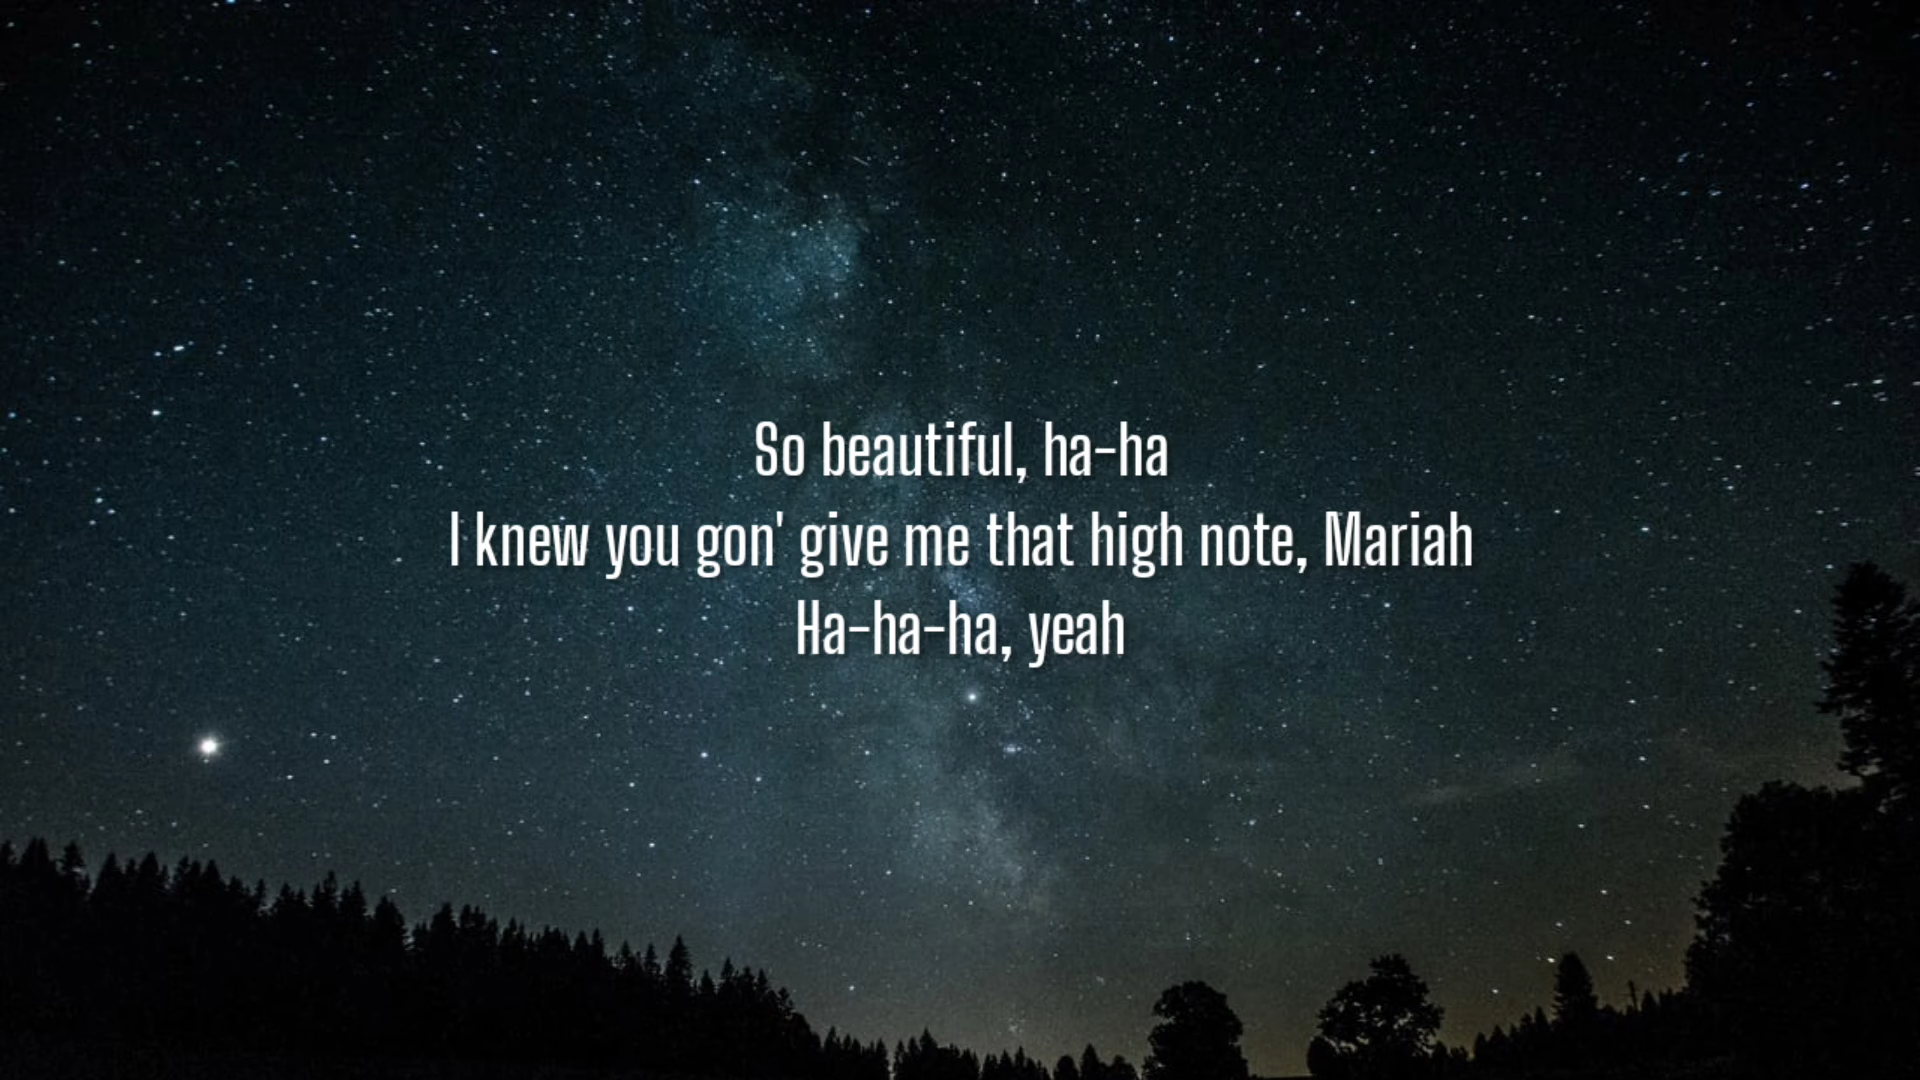 So beautiful, ha-ha
I knew you gon' give me that high note, Mariah
Ha-ha-ha, yeah